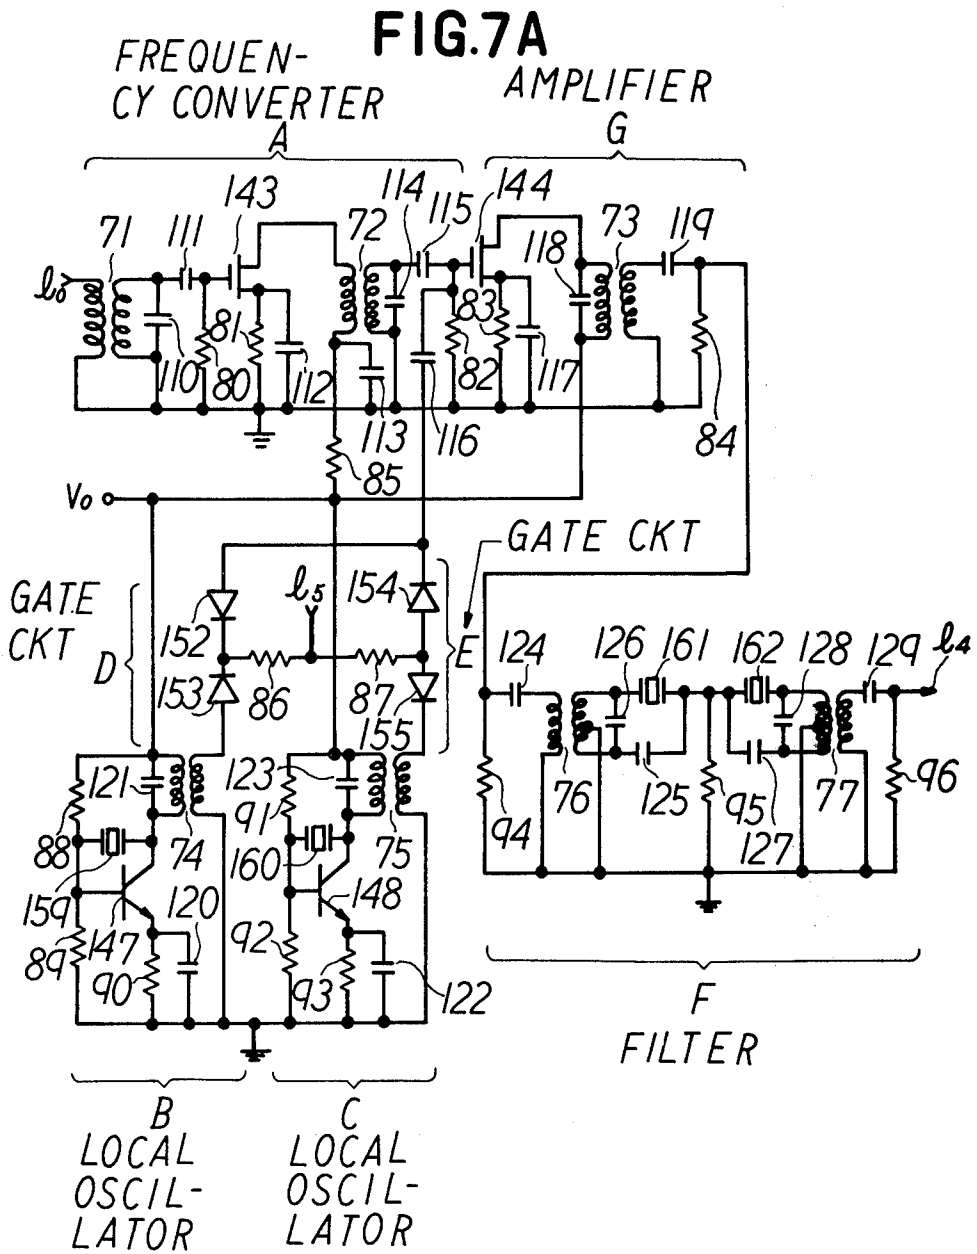 FIG.7A
FREQUEN-
CY CONVERTER
A
AMPLIFIER
G
143
114
115
144
71
111
72
118
73
119
l0
81
83
110
80
112
113
116
82
117
84
85
V0
GATE CKT
GATE
CKT
D
152
l5
154
E
153
86
87
155
124
126
161
162
128
129
l4
121
123
91
76
125
95
127
77
96
94
88
74
160
75
159
147
120
148
89
90
92
93
122
F
FILTER
B
LOCAL
OSCIL-
LATOR
C
LOCAL
OSCIL-
LATOR